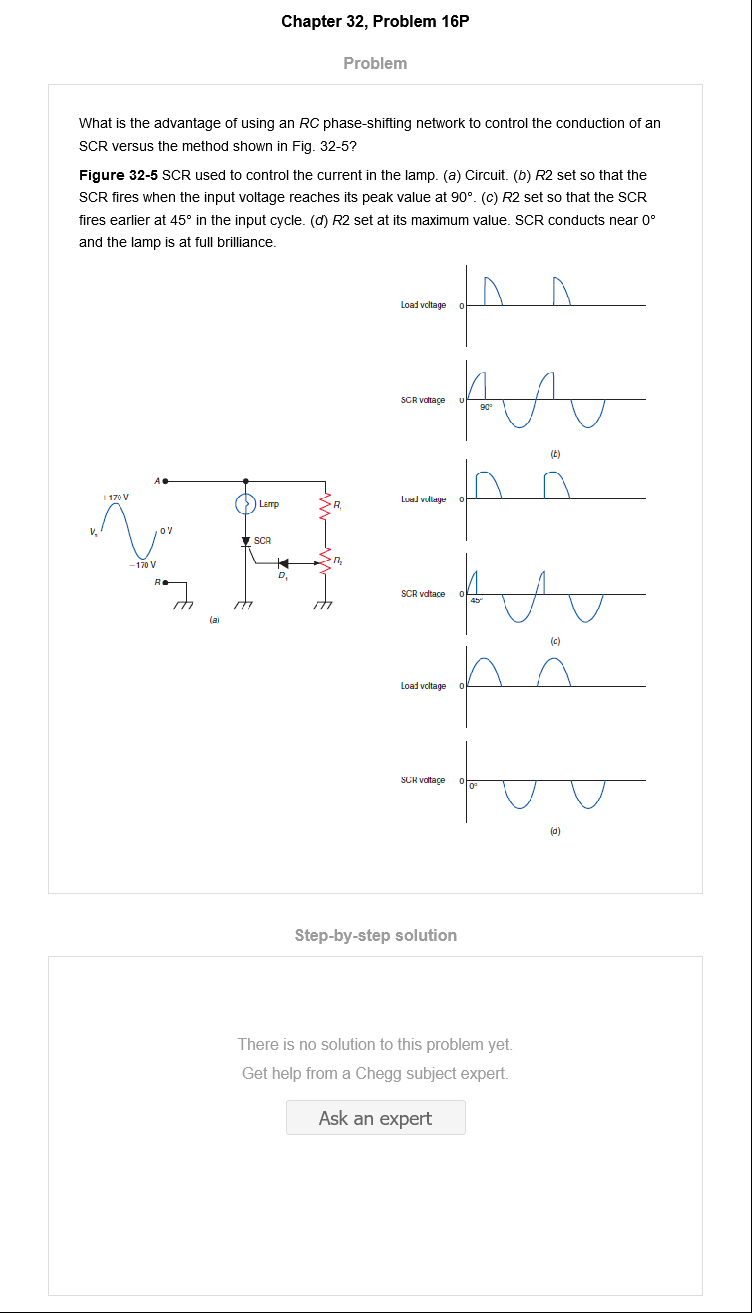 Chapter 32, Problem 16P
Problem
What is the advantage of using an RC phase-shifting network to control the conduction of an
SCR versus the method shown in Fig. 32-5?
Figure 32-5 SCR used to control the current in the lamp. (a) Circuit. (b) R2 set so that the
SCR fires when the input voltage reaches its peak value at 90°. (c) R2 set so that the SCR
fires earlier at 45° in the input cycle. (d) R2 set at its maximum value. SCR conducts near 0°
and the lamp is at full brilliance.
Load voltage 0
SCR voltage 0
90°
(b)
A
+170 V
Lamp
R1
Load voltage 0
Vs
0 V
SCR
R2
−170 V
D1
B
(a)
SCR voltage 0
45°
(c)
Load voltage 0
SCR voltage 0
0°
(d)
Step-by-step solution
There is no solution to this problem yet.
Get help from a Chegg subject expert.
Ask an expert